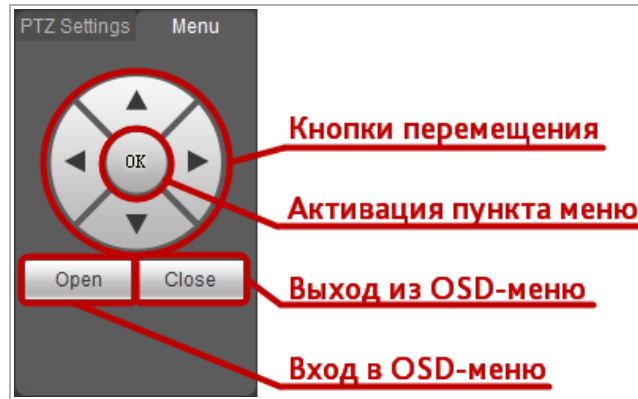 PTZ Settings Menu
Кнопки перемещения
OK
Активация пункта меню
Open Close
Выход из OSD-меню
Вход в OSD-меню